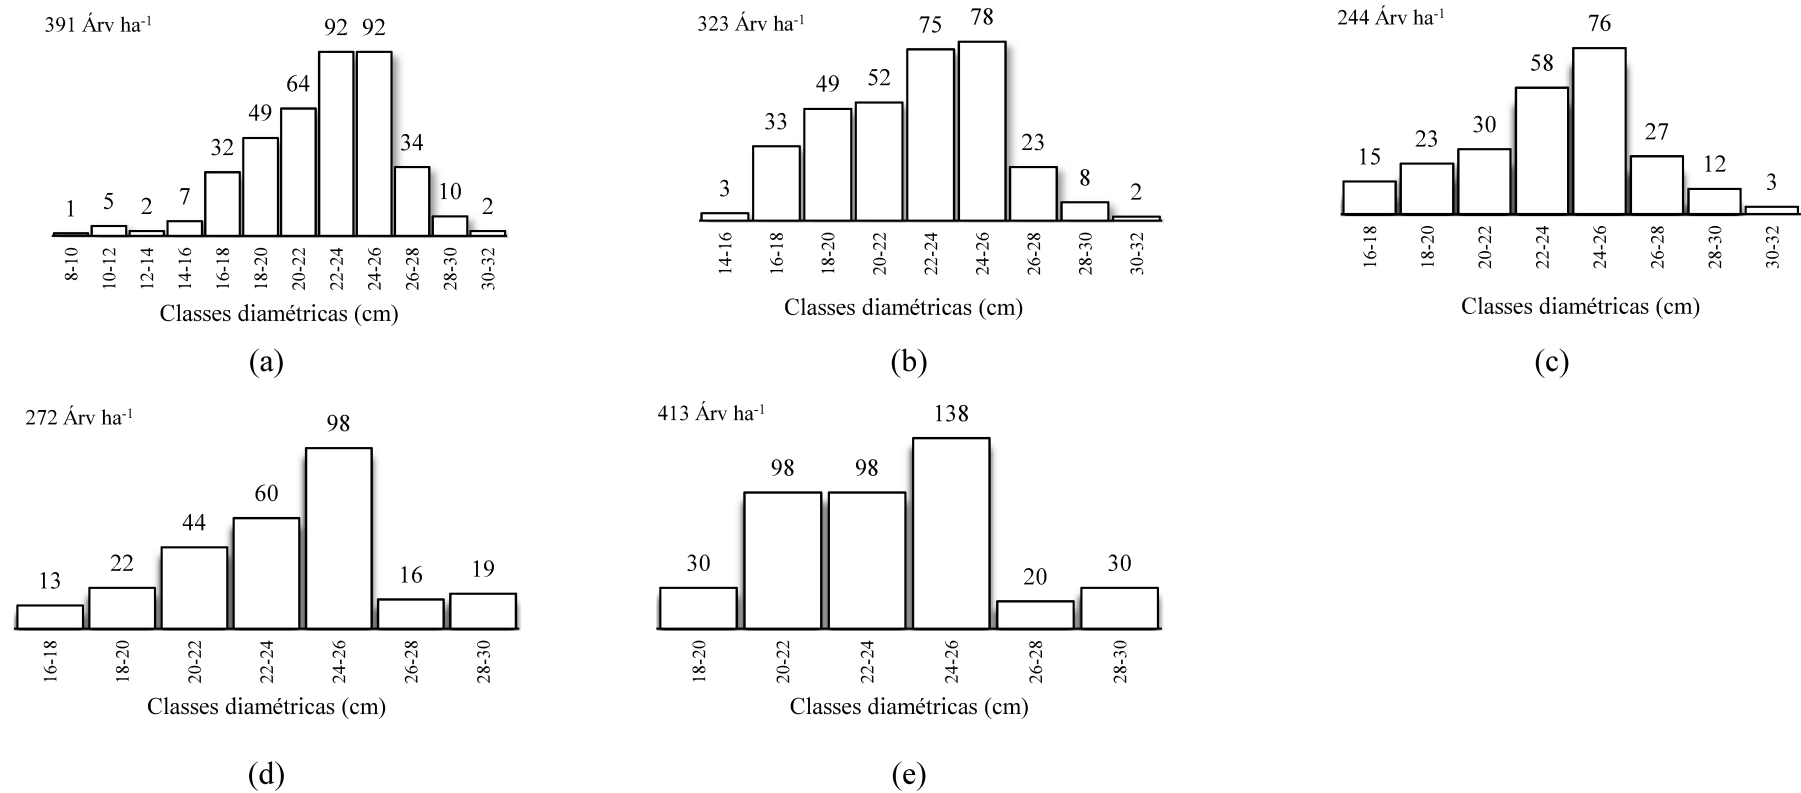 391 Árv ha-1
1 5 2 7 32 49 64 92 92 34 10 2
8-10 10-12 12-14 14-16 16-18 18-20 20-22 22-24 24-26 26-28 28-30 30-32
Classes diamétricas (cm)
(a)
323 Árv ha-1
3 33 49 52 75 78 23 8 2
14-16 16-18 18-20 20-22 22-24 24-26 26-28 28-30 30-32
Classes diamétricas (cm)
(b)
244 Árv ha-1
15 23 30 58 76 27 12 3
16-18 18-20 20-22 22-24 24-26 26-28 28-30 30-32
Classes diamétricas (cm)
(c)
272 Árv ha-1
13 22 44 60 98 16 19
16-18 18-20 20-22 22-24 24-26 26-28 28-30
Classes diamétricas (cm)
(d)
413 Árv ha-1
30 98 98 138 20 30
18-20 20-22 22-24 24-26 26-28 28-30
Classes diamétricas (cm)
(e)